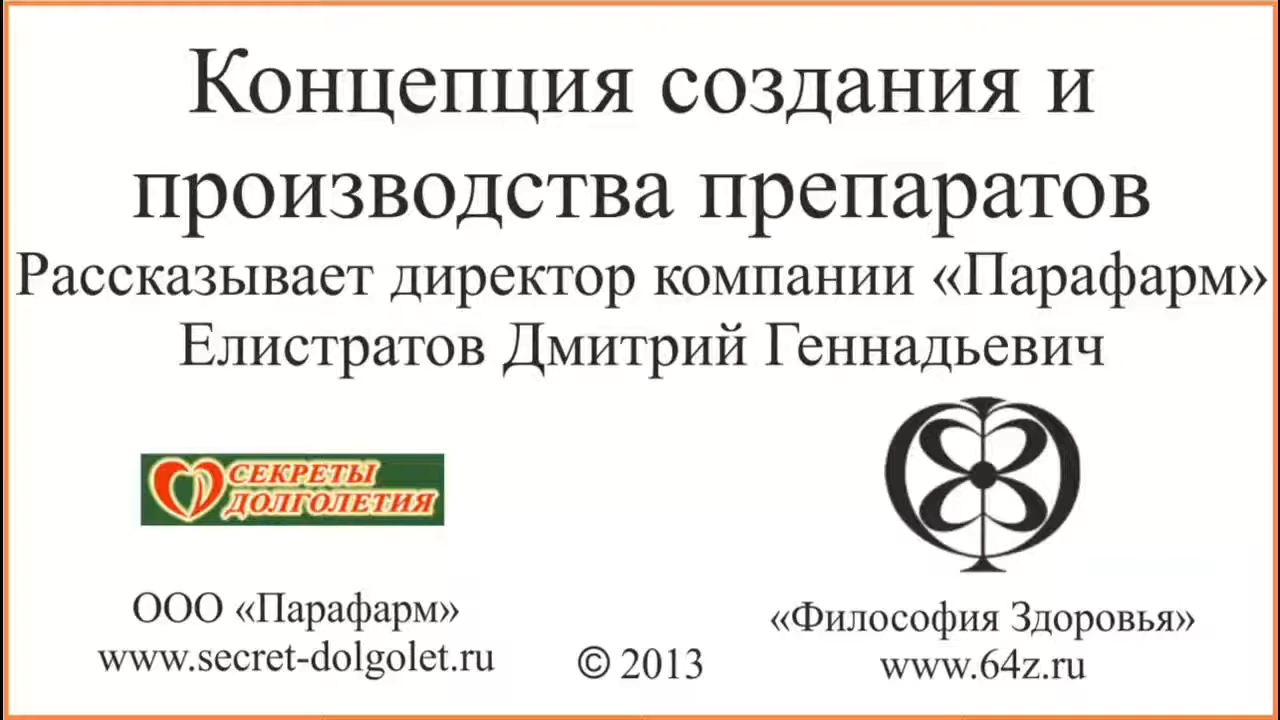 Концепция создания и
производства препаратов
Рассказывает директор компании «Парафарм»
Елистратов Дмитрий Геннадьевич
СЕКРЕТЫ
ДОЛГОЛЕТИЯ
ООО «Парафарм»
www.secret-dolgolet.ru
© 2013
«Философия Здоровья»
www.64z.ru